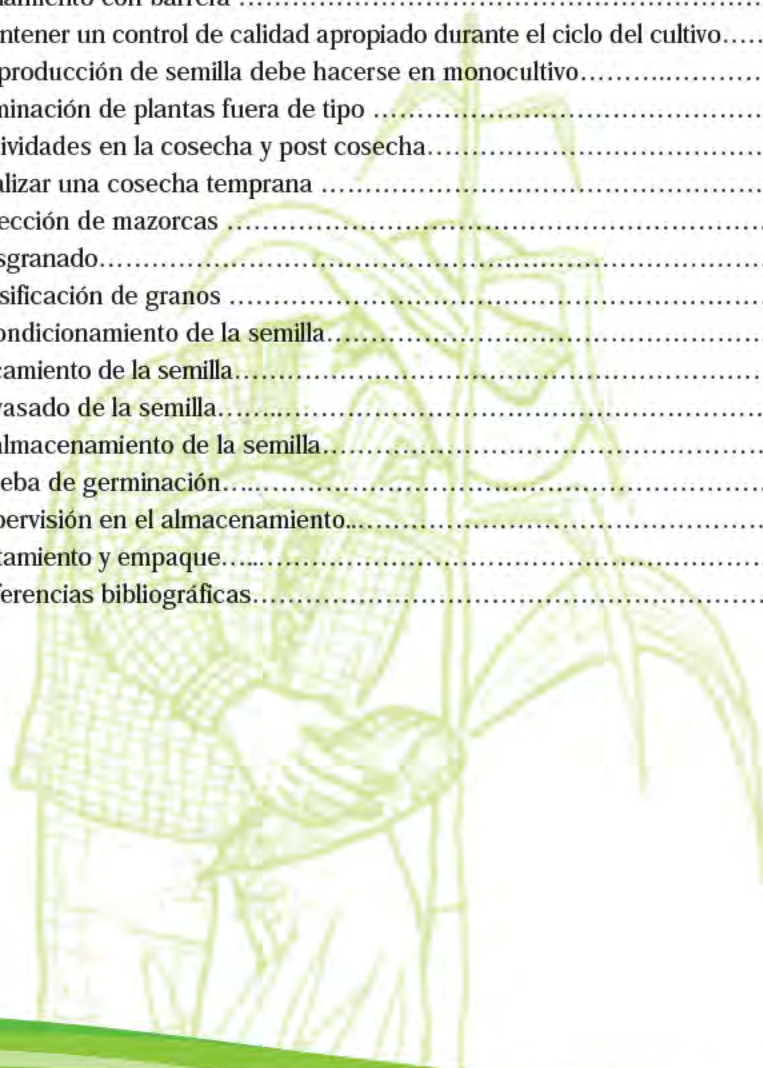 namiento con barrera ……………………………………………
ntener un control de calidad apropiado durante el ciclo del cultivo…..
producción de semilla debe hacerse en monocultivo……….………….
minación de plantas fuera de tipo ……………………………………
ividades en la cosecha y post cosecha………………………………
alizar una cosecha temprana ……………………………………………
ección de mazorcas ……………………………………………………
sgranado……………………………………………………………………
sificación de granos ……………………………………………………
ondicionamiento de la semilla…………………………………………
camiento de la semilla……………………………………………………
vasado de la semilla……..………………………………………………
almacenamiento de la semilla…………………………………………
eba de germinación….……………………………………………………
pervisión en el almacenamiento..………………………………………
tamiento y empaque…...…………………………………………………
ferencias bibliográficas…………………………………………………